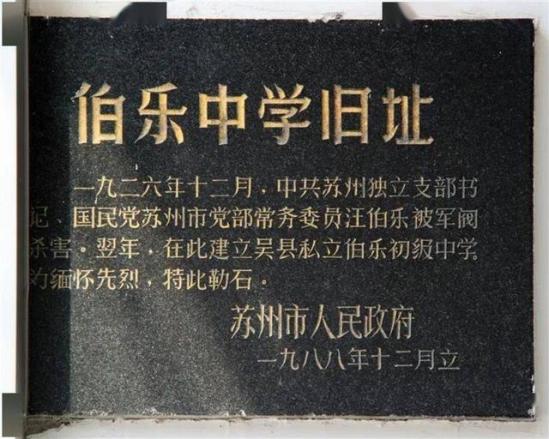 伯乐中学旧址
一九二六年十二月，中共苏州独立支部书
记、国民党苏州市党部常务委员汪伯乐被军阀
杀害。翌年，在此建立吴县私立伯乐初级中学
为缅怀先烈，特此勒石。
苏州市人民政府
一九八八年十二月立